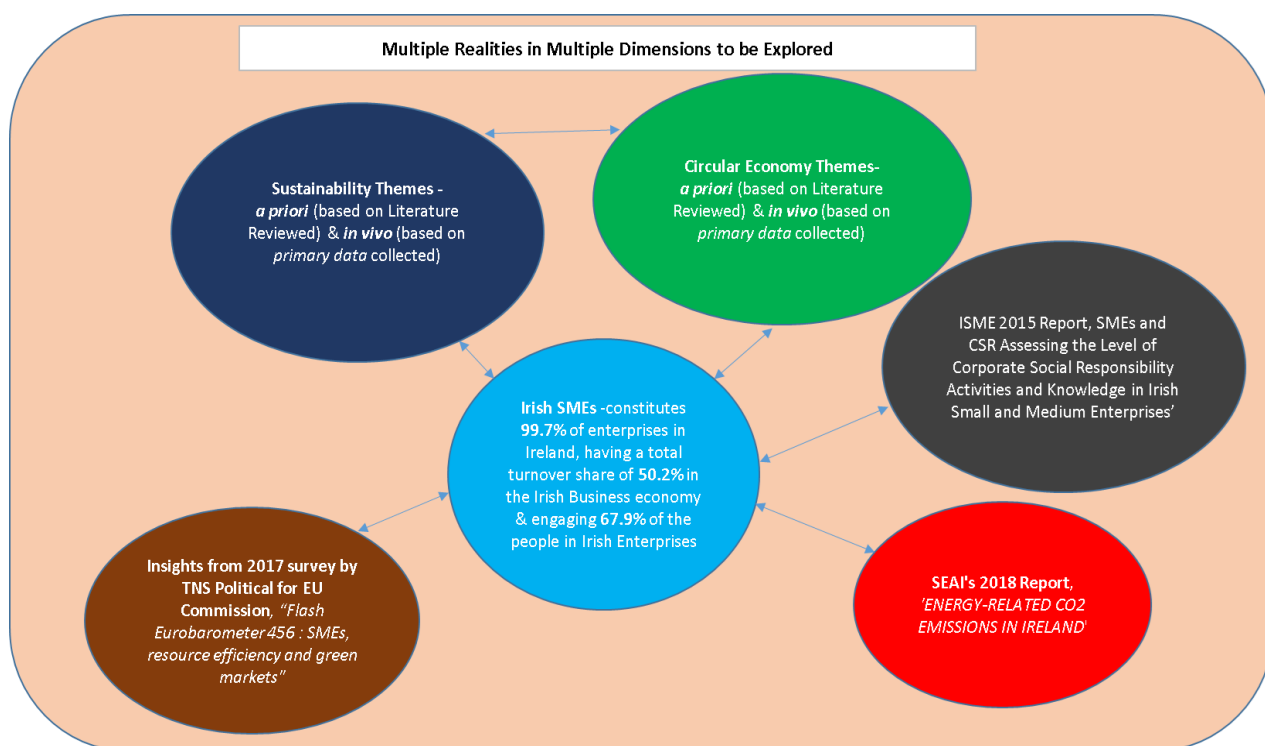 Multiple Realities in Multiple Dimensions to be Explored
Sustainability Themes -
a priori (based on Literature
Reviewed) & in vivo (based on
primary data collected)
Circular Economy Themes-
a priori (based on Literature
Reviewed) & in vivo (based on
primary data collected)
ISME 2015 Report, SMEs and
CSR Assessing the Level of
Corporate Social Responsibility
Activities and Knowledge in Irish
Small and Medium Enterprises’
Irish SMEs -constitutes
99.7% of enterprises in
Ireland, having a total
turnover share of 50.2% in
the Irish Business economy
& engaging 67.9% of the
people in Irish Enterprises
Insights from 2017 survey by
TNS Political for EU
Commission, “Flash
Eurobarometer 456 : SMEs,
resource efficiency and green
markets”
SEAI's 2018 Report,
'ENERGY-RELATED CO2
EMISSIONS IN IRELAND'